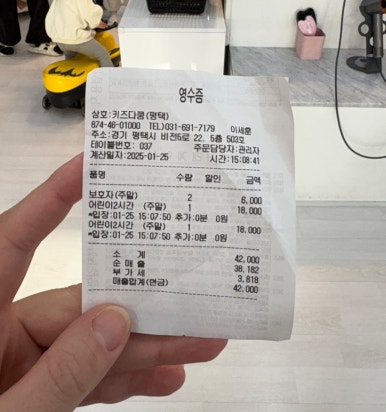 영수증
상호:키즈다쿵(평택)
874-46-01000 TEL)031-691-7179 이세훈
주소:경기 평택시 비전5로 22, 5층 503호
테이블번호: 037 주문담당자:관리자
계산일자:2025-01-25 시간:15:08:41
품명 수량 할인 금액
보호자(주말) 2 6,000
어린이2시간 (주말) 1 18,000
*입장:01-25 15:07:50 추가:0분 0원
어린이2시간 (주말) 1 18,000
*입장:01-25 15:07:50 추가:0분 0원
소 계 42,000
순 매출 38,182
부 가 세 3,818
매출합계(현금) 42,000